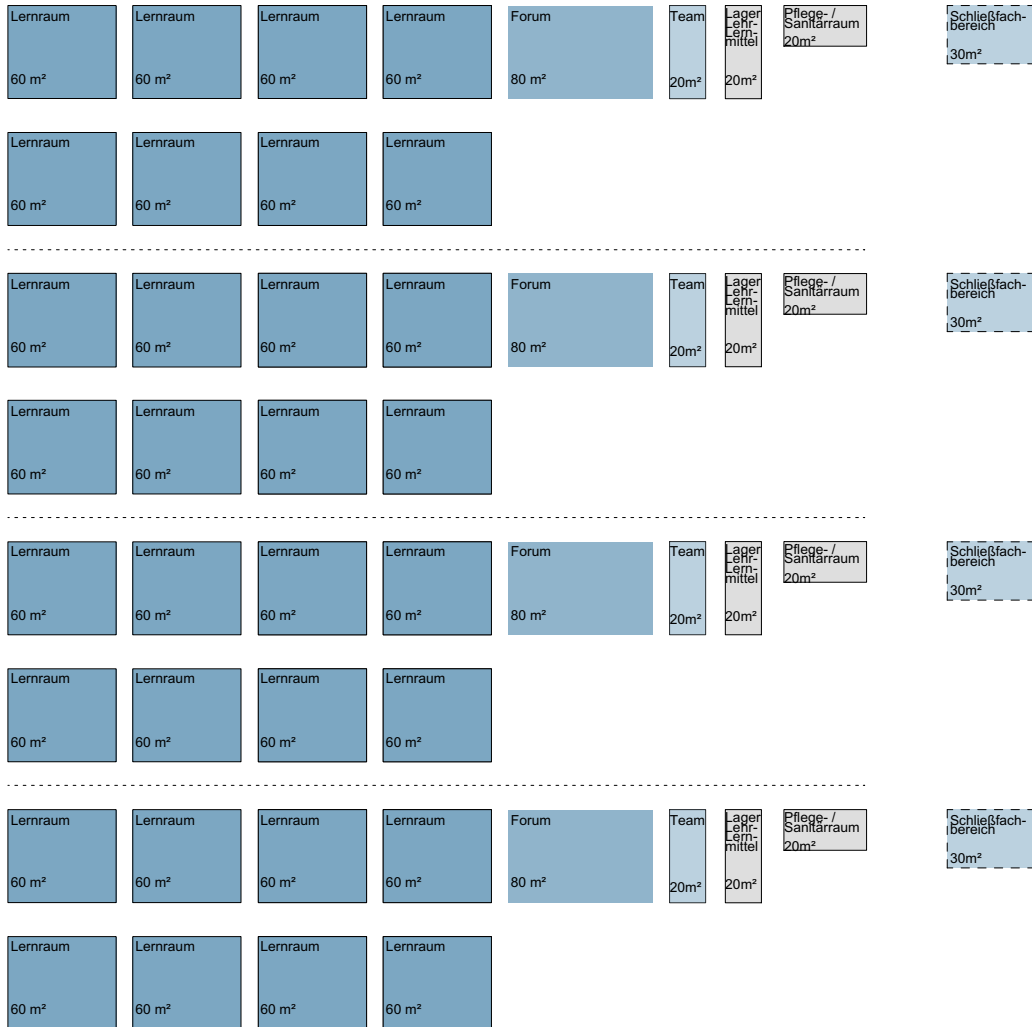 Lernraum
60 m²
Lernraum
60 m²
Lernraum
60 m²
Lernraum
60 m²
Forum
80 m²
Team
20m²
Lager
Lehr-
Lern-
mittel
20m²
Pflege- /
Sanitärraum
20m²
Schließfach-
bereich
30m²
Lernraum
60 m²
Lernraum
60 m²
Lernraum
60 m²
Lernraum
60 m²
Lernraum
60 m²
Lernraum
60 m²
Lernraum
60 m²
Lernraum
60 m²
Forum
80 m²
Team
20m²
Lager
Lehr-
Lern-
mittel
20m²
Pflege- /
Sanitärraum
20m²
Schließfach-
bereich
30m²
Lernraum
60 m²
Lernraum
60 m²
Lernraum
60 m²
Lernraum
60 m²
Lernraum
60 m²
Lernraum
60 m²
Lernraum
60 m²
Lernraum
60 m²
Forum
80 m²
Team
20m²
Lager
Lehr-
Lern-
mittel
20m²
Pflege- /
Sanitärraum
20m²
Schließfach-
bereich
30m²
Lernraum
60 m²
Lernraum
60 m²
Lernraum
60 m²
Lernraum
60 m²
Lernraum
60 m²
Lernraum
60 m²
Lernraum
60 m²
Lernraum
60 m²
Forum
80 m²
Team
20m²
Lager
Lehr-
Lern-
mittel
20m²
Pflege- /
Sanitärraum
20m²
Schließfach-
bereich
30m²
Lernraum
60 m²
Lernraum
60 m²
Lernraum
60 m²
Lernraum
60 m²